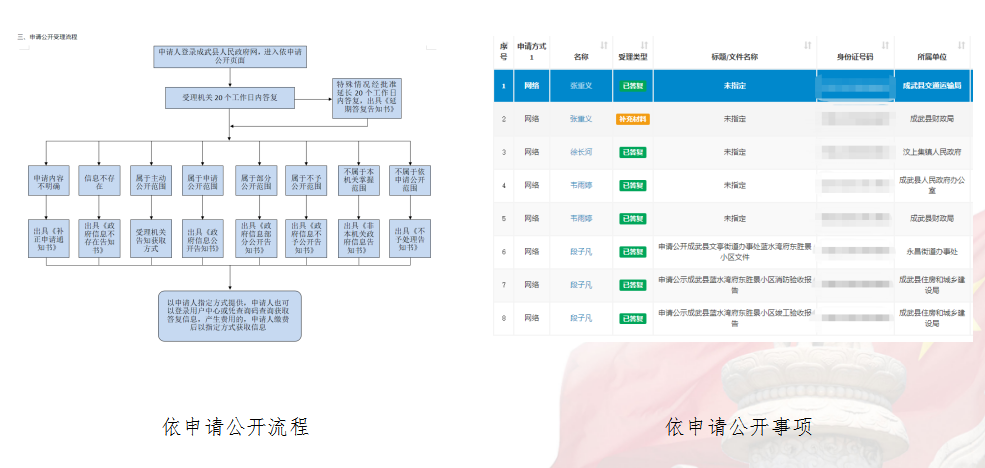 三、申请公开受理流程
申请人登录成武县人民政府网，进入依申请
公开页面
受理机关20个工作日内答复
特殊情况经批准
延长20个工作日
内答复，出具《延
期答复告知书》
申请内容
不明确
信息不存
在
属于主动
公开范围
属于申请
公开范围
属于部分
公开范围
属于不予
公开范围
不属于本
机关掌握
范围
不属于依
申请公开
范围
出具《补
正申请通
知书》
出具《政
府信息不
存在告知
书》
受理机关
告知获取
方式
出具《政
府信息公
开告知书》
出具《政
府信息部
分公开告
知书》
出具《政
府信息不
予公开告
知书》
出具《非
本机关政
府信息告
知书》
出具《不
予处理告
知书》
以申请人指定方式提供，申请人也可
以登录用户中心或凭查询码查询获取
答复信息，产生费用的，申请人缴费
后以指定方式获取信息
依申请公开流程
序号 申请方式1 名称 受理类型 标题/文件名称 身份证号码 所属单位
1 网络 张重义 已答复 未指定 成武县交通运输局
2 网络 张重义 补充材料 未指定 成武县财政局
3 网络 徐长问 已答复 未指定 汶上集镇人民政府
4 网络 韦雨婷 已答复 未指定 成武县人民政府办公室
5 网络 韦雨婷 已答复 未指定 成武县财政局
6 网络 段子凡 已答复 申请公开成武县文亭街道办事处蓝水湾府东胜景小区文件 永昌街道办事处
7 网络 段子凡 已答复 申请公示成武县蓝水湾府东胜景小区消防验收报告 成武县住房和城乡建设局
8 网络 段子凡 已答复 申请公示成武县蓝水湾府东胜景小区竣工验收报告 成武县住房和城乡建设局
依申请公开事项